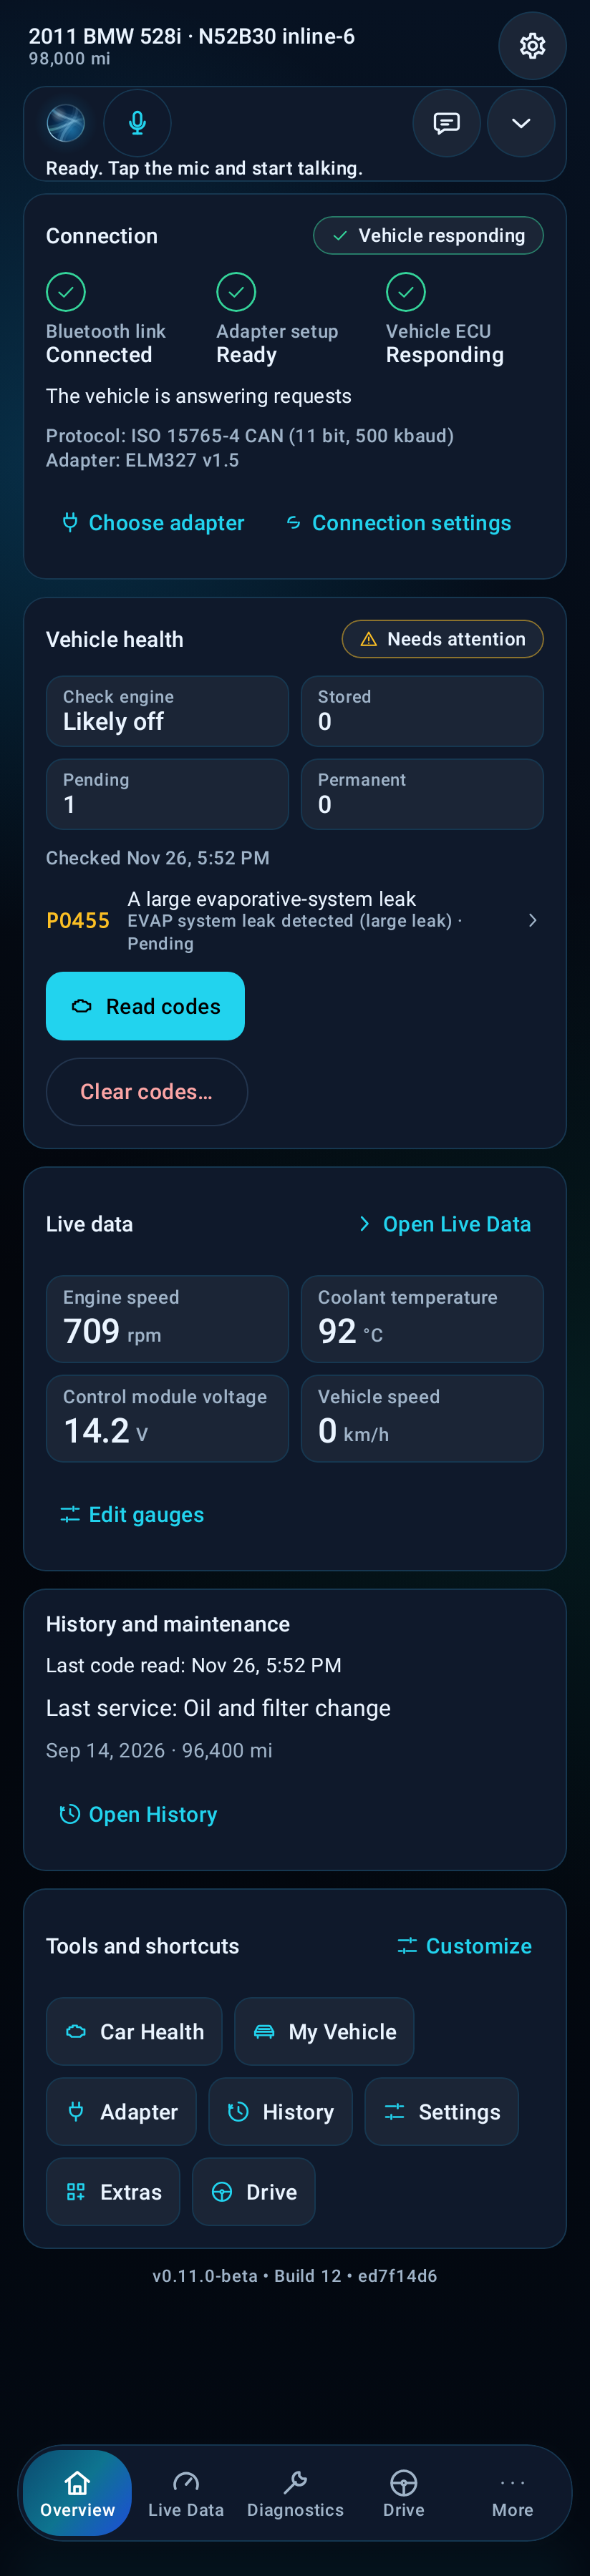 2011 BMW 528i · N52B30 inline-6
98,000 mi
Ready. Tap the mic and start talking.
Connection
Vehicle responding
Bluetooth link
Connected
Adapter setup
Ready
Vehicle ECU
Responding
The vehicle is answering requests
Protocol: ISO 15765-4 CAN (11 bit, 500 kbaud)
Adapter: ELM327 v1.5
Choose adapter
Connection settings
Vehicle health
Needs attention
Check engine
Likely off
Stored
0
Pending
1
Permanent
0
Checked Nov 26, 5:52 PM
P0455
A large evaporative-system leak
EVAP system leak detected (large leak) ·
Pending
Read codes
Clear codes…
Live data
Open Live Data
Engine speed
709 rpm
Coolant temperature
92 °C
Control module voltage
14.2 V
Vehicle speed
0 km/h
Edit gauges
History and maintenance
Last code read: Nov 26, 5:52 PM
Last service: Oil and filter change
Sep 14, 2026 · 96,400 mi
Open History
Tools and shortcuts
Customize
Car Health
My Vehicle
Adapter
History
Settings
Extras
Drive
v0.11.0-beta • Build 12 • ed7f14d6
Overview
Live Data
Diagnostics
Drive
More